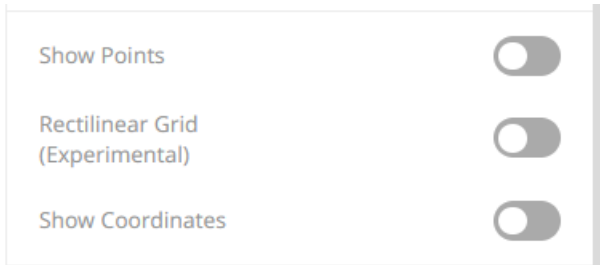 Show Points
Rectilinear Grid
(Experimental)
Show Coordinates